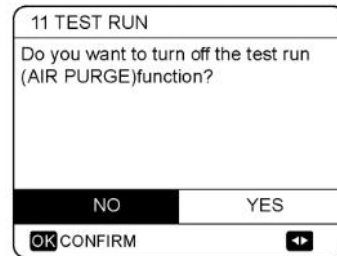 11 TEST RUN
Do you want to turn off the test run
(AIR PURGE)function?
NO YES
OK CONFIRM